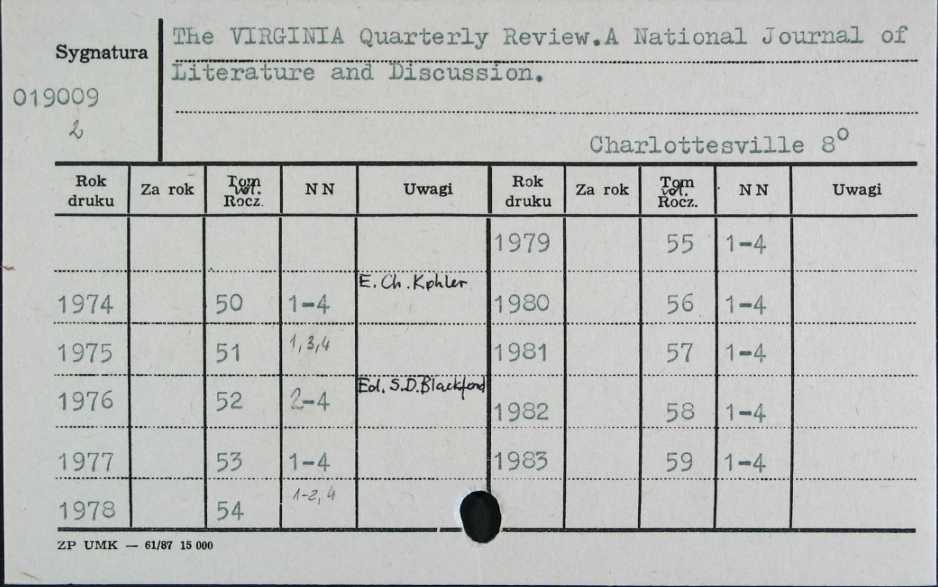 The VIRGINIA Quarterly Review.A National Journal of
Sygnatura
Literature and Discussion.
019009
2
Charlottesville 8°
Rok druku Za rok Tom vol. Rocz. NN Uwagi Rok druku Za rok Tom vol. Rocz. NN Uwagi
1979 55 1-4
1974 50 1-4 E. Ch. Kohler 1980 56 1-4
1975 51 1,3,4 1981 57 1-4
1976 52 2-4 Ed. S.D. Blackford 1982 58 1-4
1977 53 1-4 1983 59 1-4
1978 54 1-2, 4
ZP UMK — 61/87 15 000